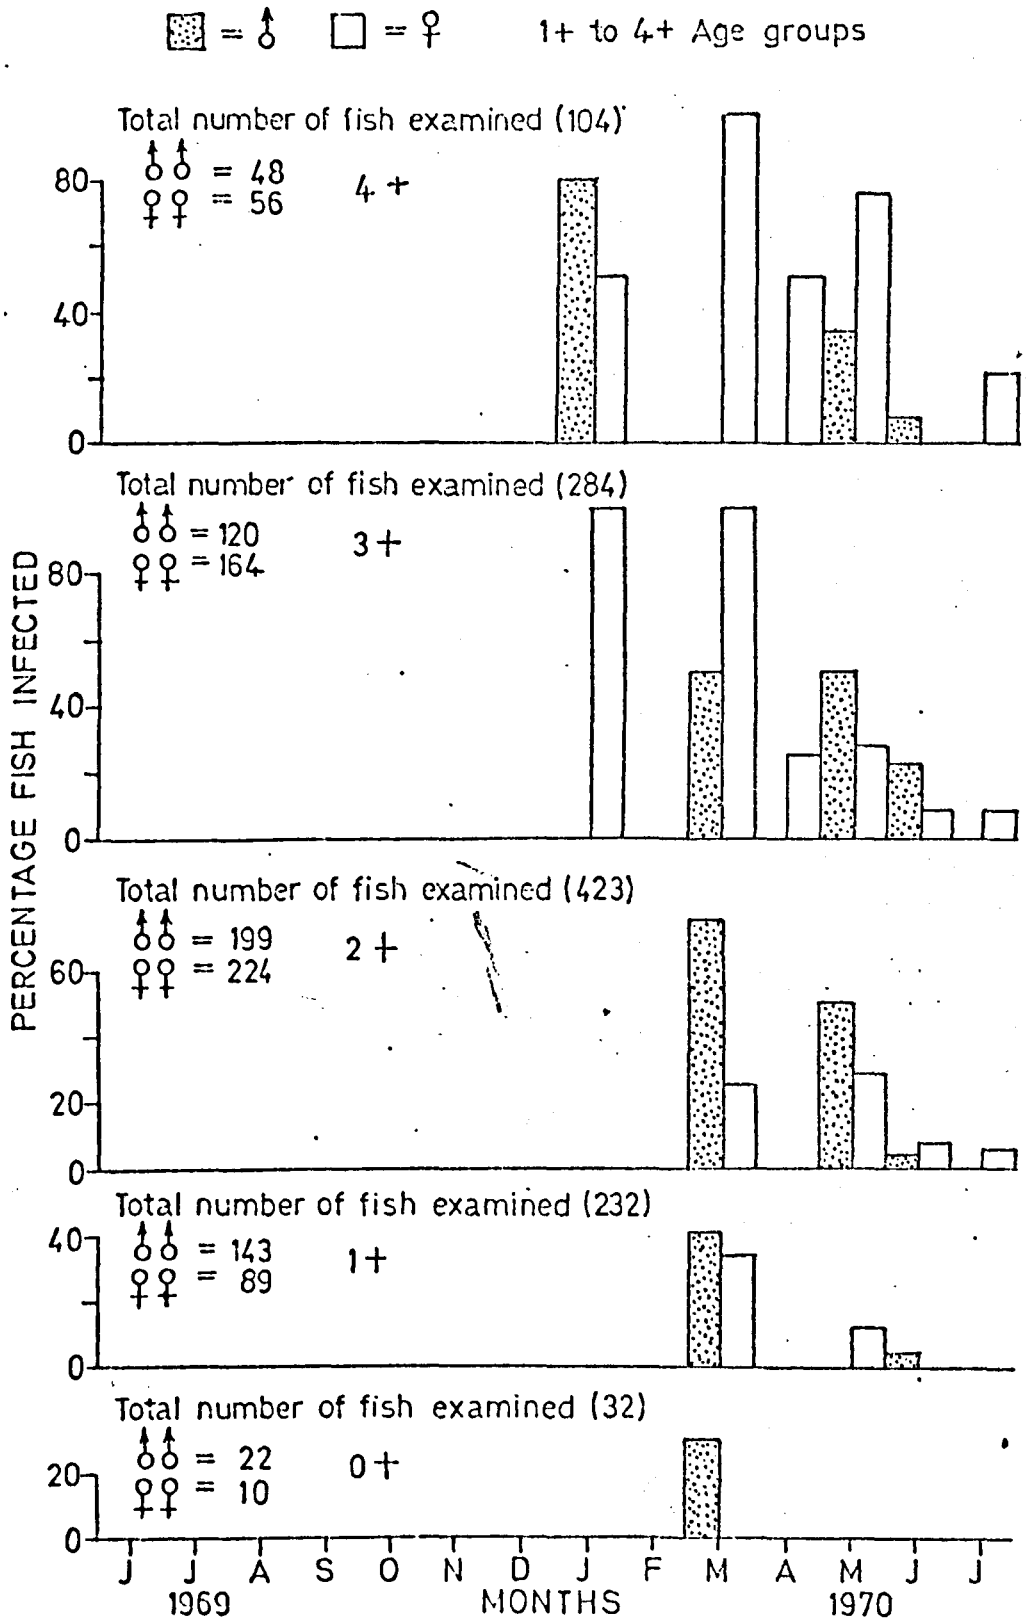 = ♂ = ♀ 1+ to 4+ Age groups
Total number of fish examined (104)
♂♂ = 48
♀♀ = 56
4 +
80
40
0
Total number of fish examined (284)
♂♂ = 120
♀♀ = 164
3 +
80
40
0
Total number of fish examined (423)
♂♂ = 199
♀♀ = 224
2 +
60
20
0
Total number of fish examined (232)
♂♂ = 143
♀♀ = 89
1+
40
0
Total number of fish examined (32)
♂♂ = 22
♀♀ = 10
0+
20
0
PERCENTAGE FISH INFECTED
J J A S O N D J F M A M J J
1969 MONTHS 1970